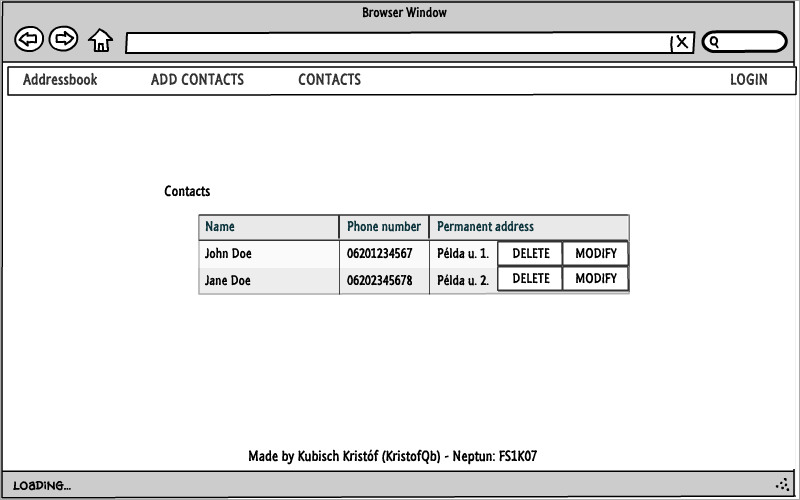 Browser Window
Addressbook ADD CONTACTS CONTACTS LOGIN
Contacts
Name Phone number Permanent address
John Doe 06201234567 Példa u. 1. DELETE MODIFY
Jane Doe 06202345678 Példa u. 2. DELETE MODIFY
Made by Kubisch Kristóf (KristofQb) - Neptun: FS1K07
LOADING...